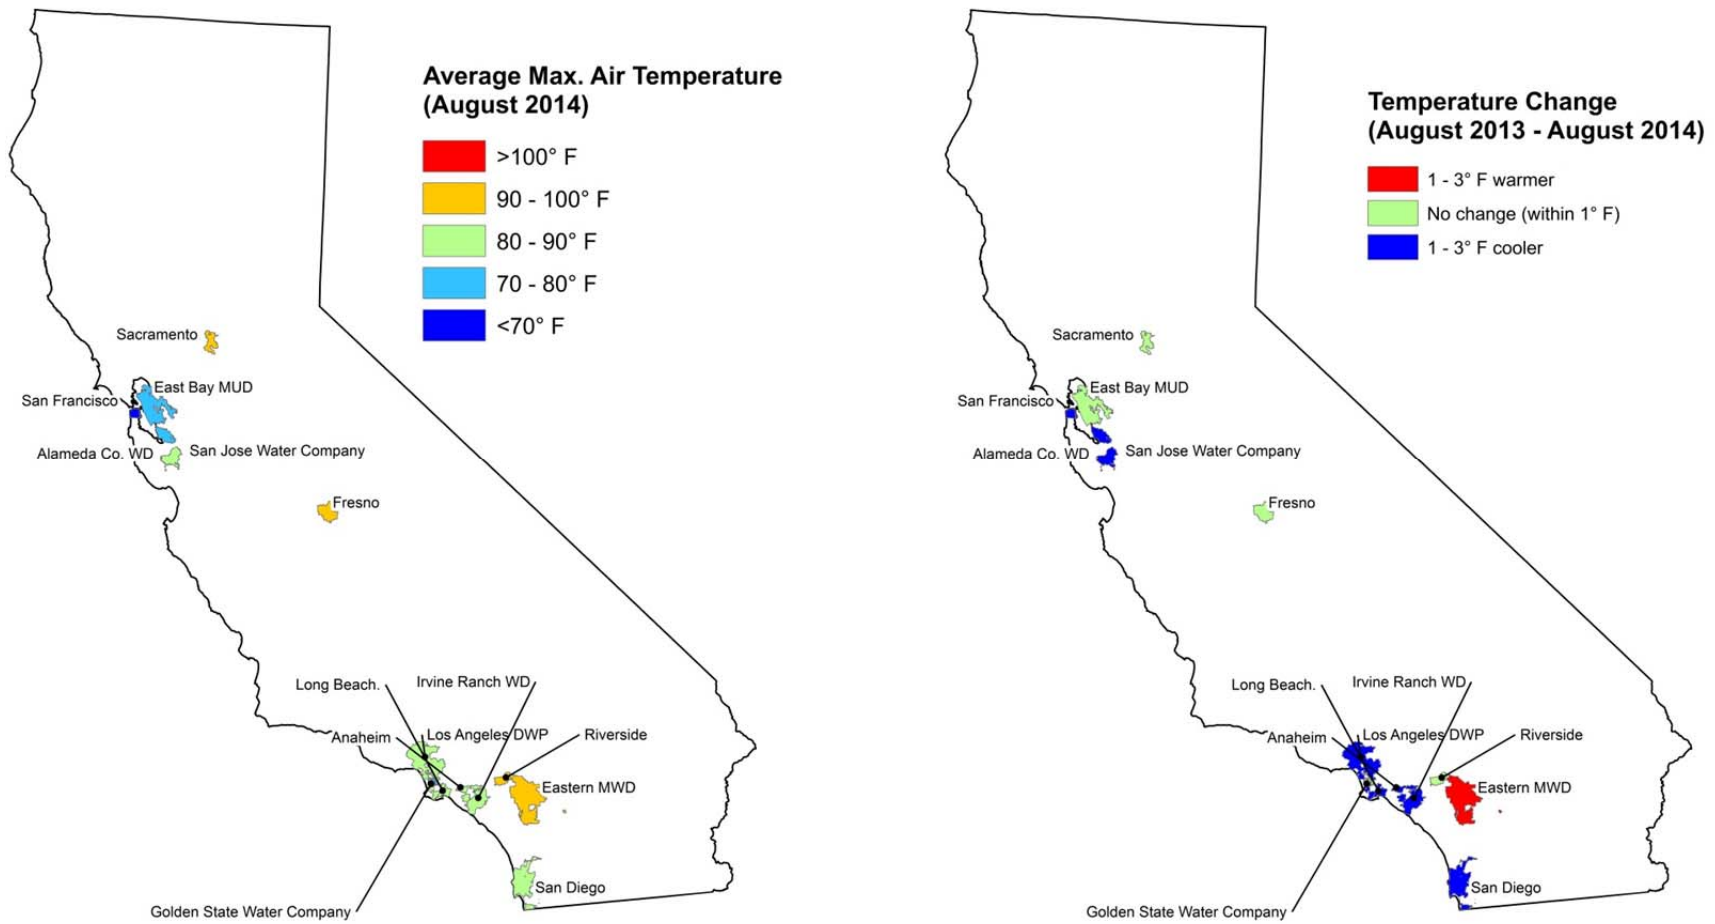 Average Max. Air Temperature
(August 2014)
>100° F
90 - 100° F
80 - 90° F
70 - 80° F
<70° F
Sacramento
East Bay MUD
San Francisco
Alameda Co. WD
San Jose Water Company
Fresno
Long Beach.
Irvine Ranch WD
Anaheim
Los Angeles DWP
Riverside
Eastern MWD
San Diego
Golden State Water Company
Temperature Change
(August 2013 - August 2014)
1 - 3° F warmer
No change (within 1° F)
1 - 3° F cooler
Sacramento
East Bay MUD
San Francisco
Alameda Co. WD
San Jose Water Company
Fresno
Long Beach.
Irvine Ranch WD
Anaheim
Los Angeles DWP
Riverside
Eastern MWD
San Diego
Golden State Water Company